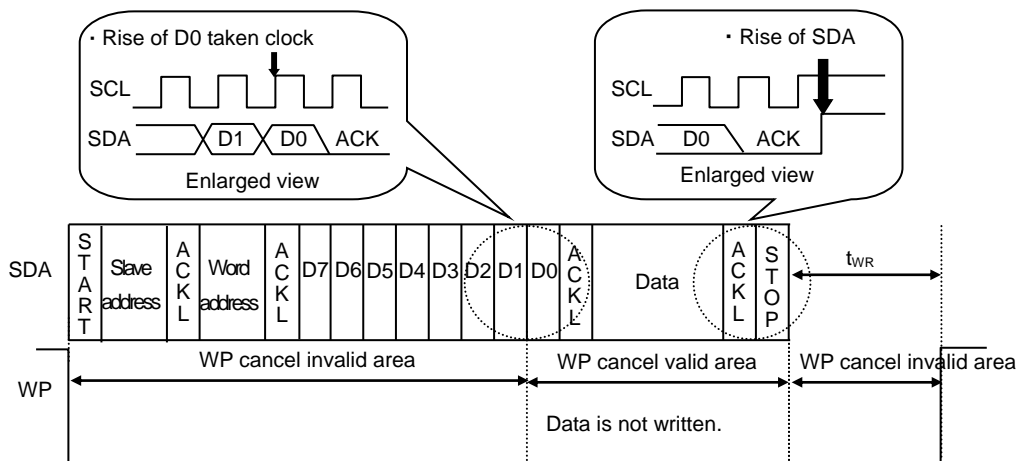 ・Rise of D0 taken clock
SCL
SDA D1 D0 ACK
Enlarged view
・Rise of SDA
SCL
SDA D0 ACK
Enlarged view
SDA START Slave address ACKL Word address ACKL D7 D6 D5 D4 D3 D2 D1 D0 ACKL Data ACKL STOP tWR
WP WP cancel invalid area WP cancel valid area WP cancel invalid area
Data is not written.